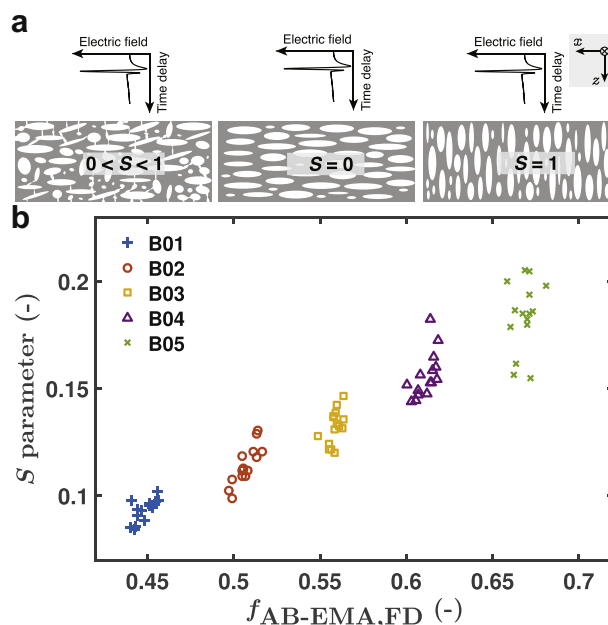 a
Electric field
Time delay
Electric field
Time delay
Electric field
Time delay
x
z
0 < S < 1
S = 0
S = 1
b
B01
B02
B03
B04
B05
0.2
0.15
0.1
S parameter (-)
0.45 0.5 0.55 0.6 0.65 0.7
f_AB-EMA,FD (-)